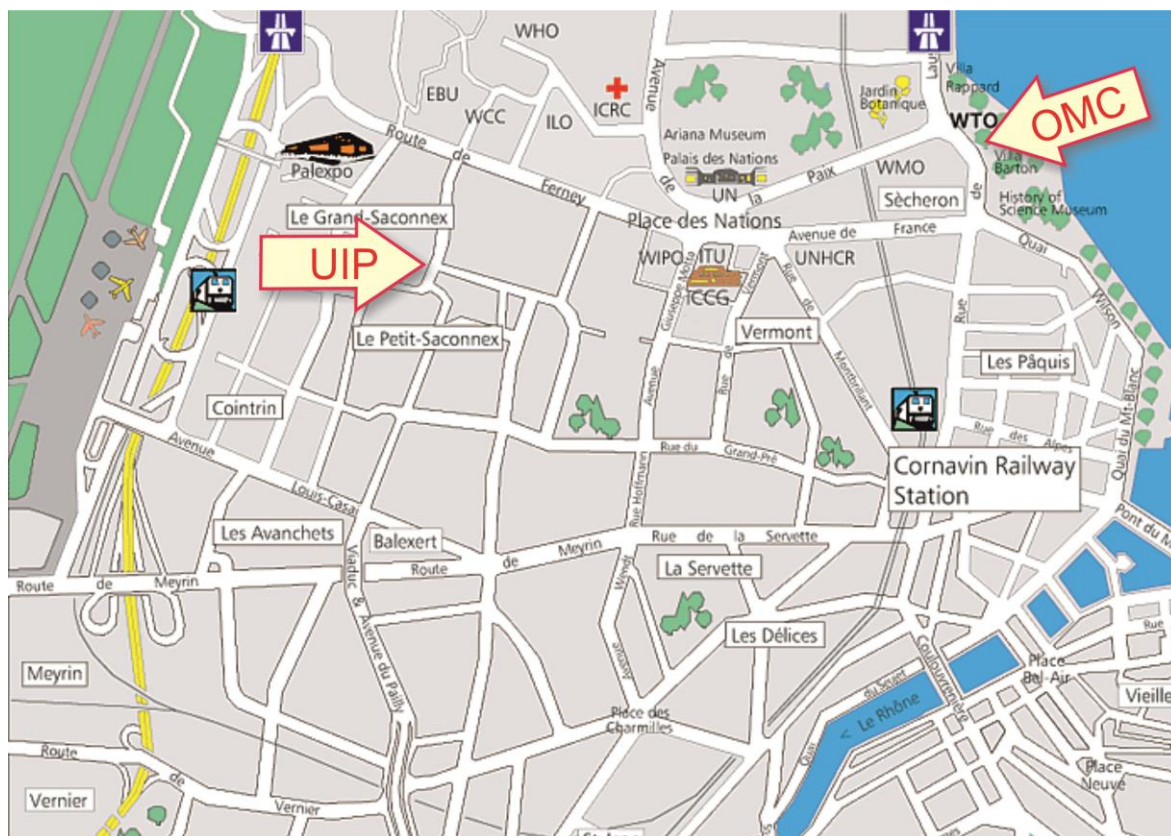 WHO
Villa
Rappard
EBU
WCC
ILO
ICRC
Avenue
de
Jardin
Botanique
WTO
OMC
Villa
Barton
Ariana Museum
Palais des Nations
UN
la
Paix
WMO
Sècheron
de
History of
Science Museum
Palexpo
Route
de
Ferney
Le Grand-Saconnex
Place des Nations
Avenue de France
Quai
Wilson
UIP
WIPO
ITU
ICCG
Giuseppe Motta
Avenue
Vermont
Rue de
UNHCR
Rue
Rue
de
Montbrillant
Vermont
Le Petit-Saconnex
Les Pâquis
Quai du Mt-Blanc
Cointrin
Rue des Alpes
Avenue
Louis-Casaï
Rue du
Grand-Pré
Rue Hoffmann
Cornavin Railway
Station
Les Avanchets
Balexert
Rue de la Servette
Pont du M
Route de Meyrin
Route
de
Meyrin
Viaduc & Avenue du Pailly
Wendt
Avenue
La Servette
Les Délices
Rue
Meyrin
Place
Bel-Air
Coulouvrenière
Quai
du Seujet
< Le Rhône
Vieille
Place des
Charmilles
Route
de
Vernier
Vernier
Place
Neuve
St-Jean